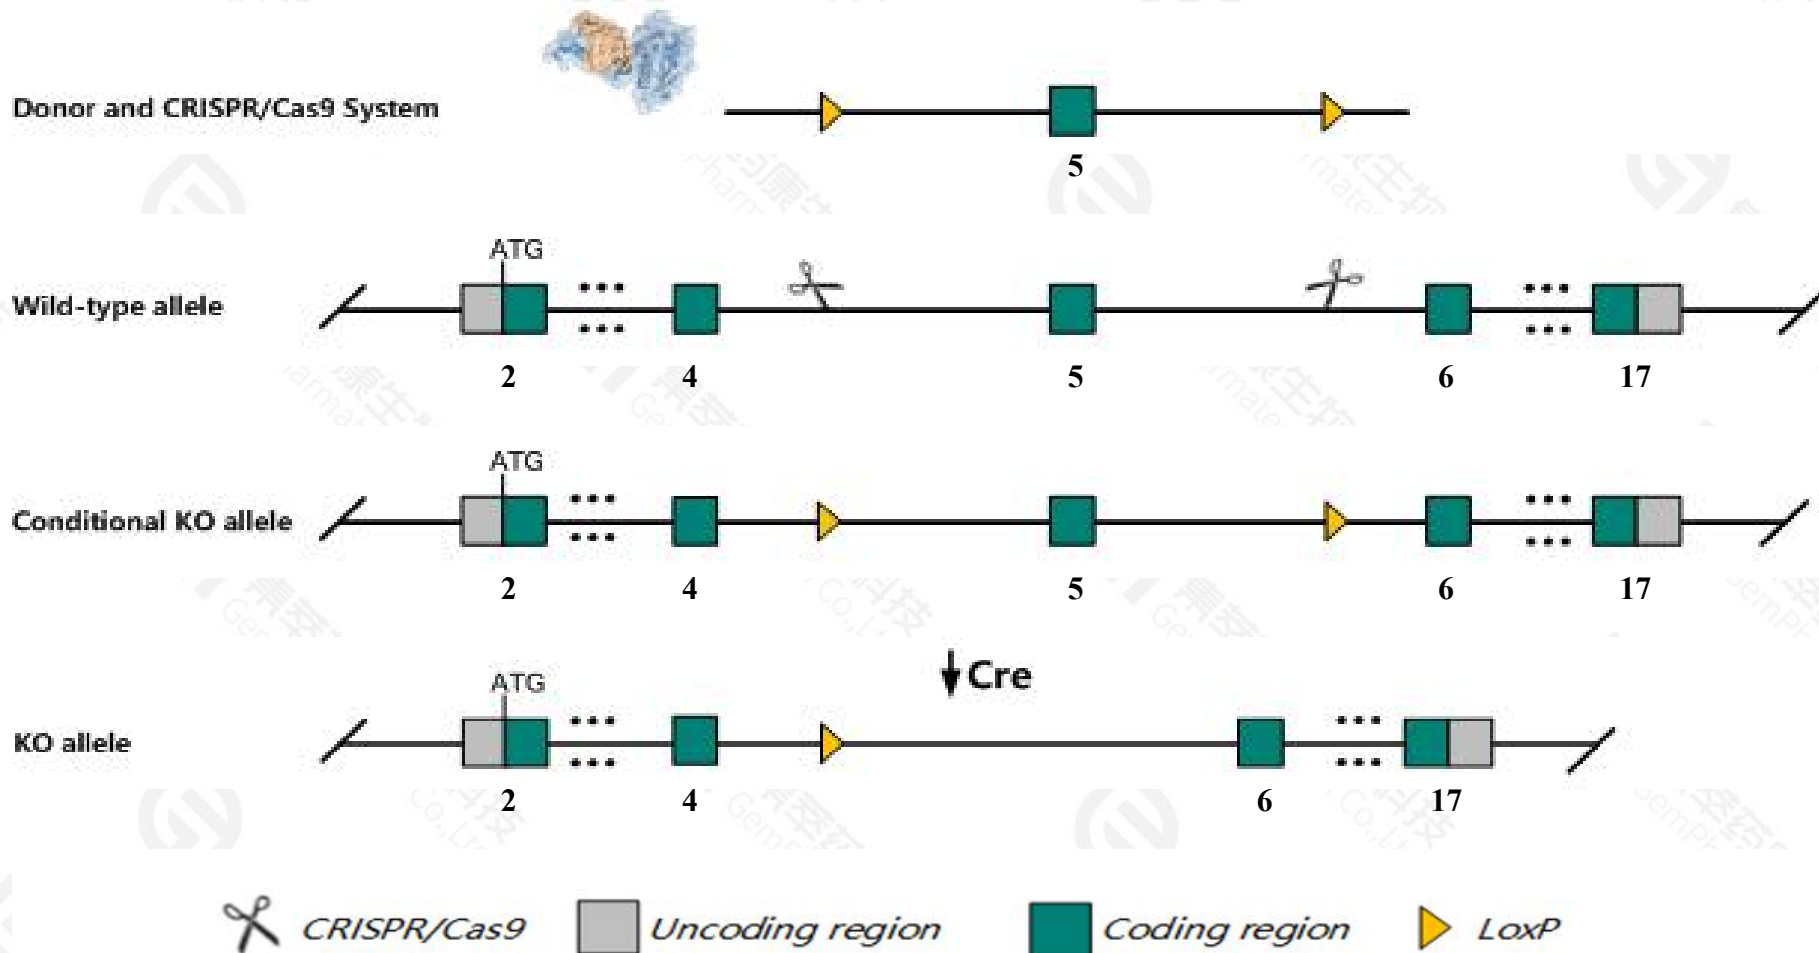 Donor and CRISPR/Cas9 System
5
ATG
Wild-type allele
2 4 5 6 17
ATG
Conditional KO allele
2 4 5 6 17
Cre
ATG
KO allele
2 4 6 17
CRISPR/Cas9 Uncoding region Coding region LoxP